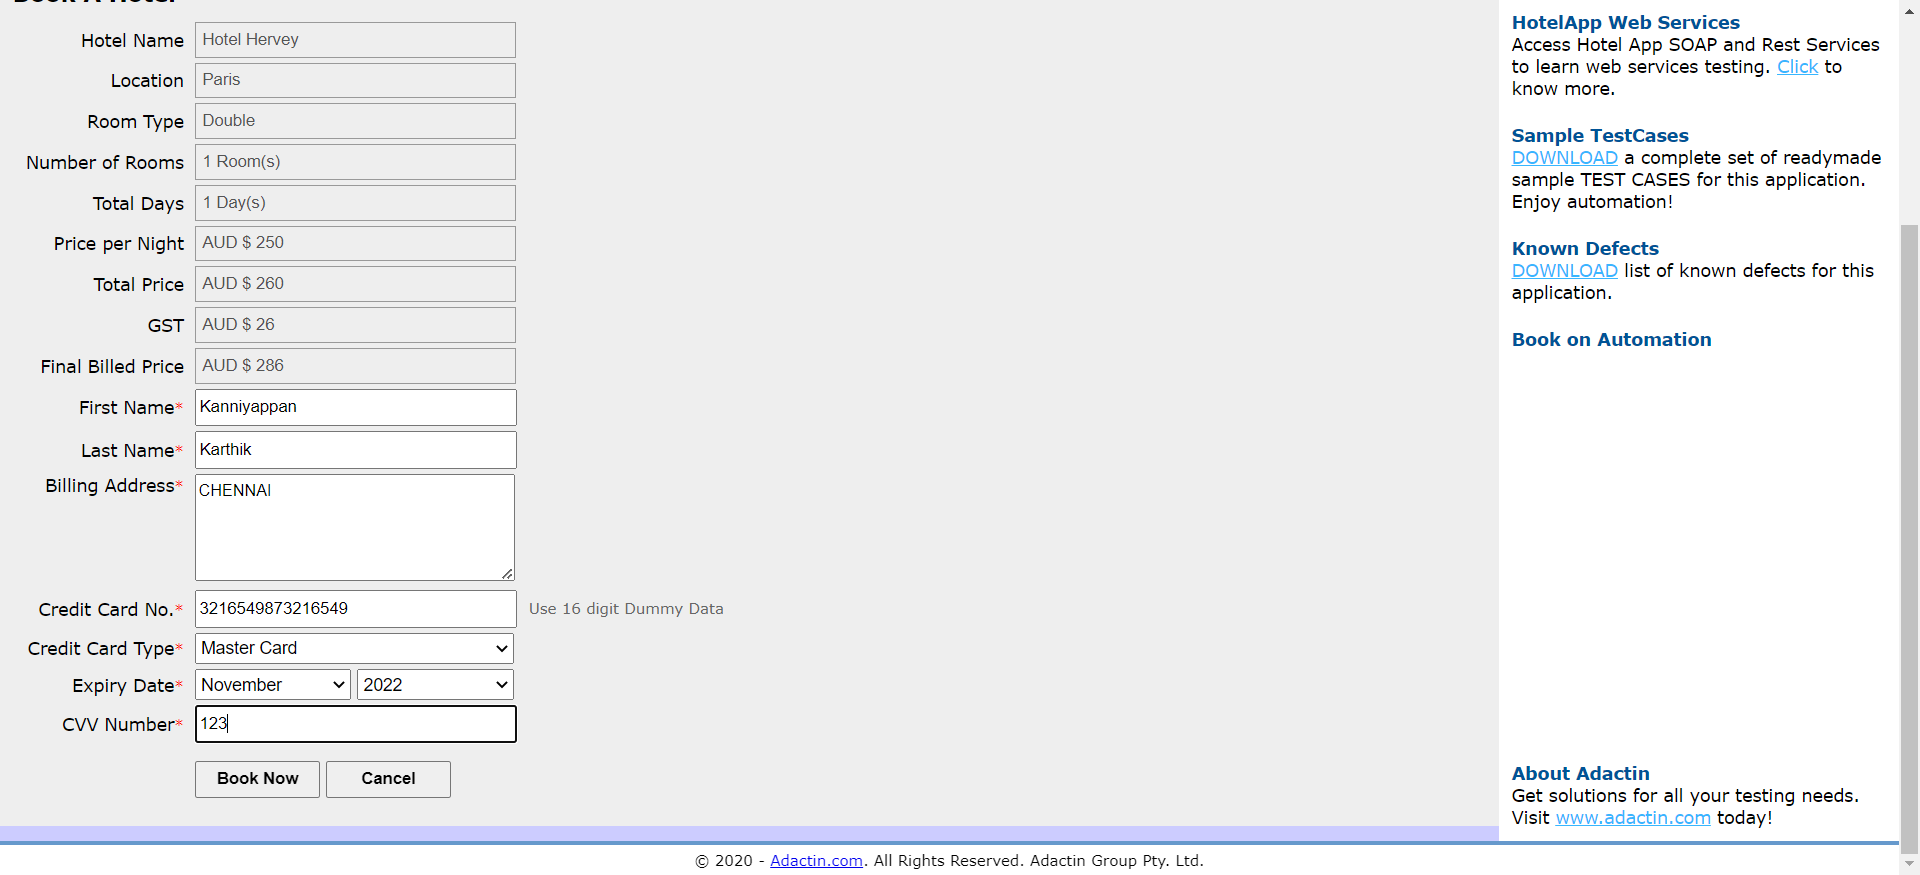 Book A Hotel
Hotel Name Hotel Hervey
Location Paris
Room Type Double
Number of Rooms 1 Room(s)
Total Days 1 Day(s)
Price per Night AUD $ 250
Total Price AUD $ 260
GST AUD $ 26
Final Billed Price AUD $ 286
First Name* Kanniyappan
Last Name* Karthik
Billing Address* CHENNAI
Credit Card No.* 3216549873216549 Use 16 digit Dummy Data
Credit Card Type* Master Card
Expiry Date* November 2022
CVV Number* 123
Book Now Cancel
HotelApp Web Services
Access Hotel App SOAP and Rest Services
to learn web services testing. Click to
know more.
Sample TestCases
DOWNLOAD a complete set of readymade
sample TEST CASES for this application.
Enjoy automation!
Known Defects
DOWNLOAD list of known defects for this
application.
Book on Automation
About Adactin
Get solutions for all your testing needs.
Visit www.adactin.com today!
© 2020 - Adactin.com. All Rights Reserved. Adactin Group Pty. Ltd.